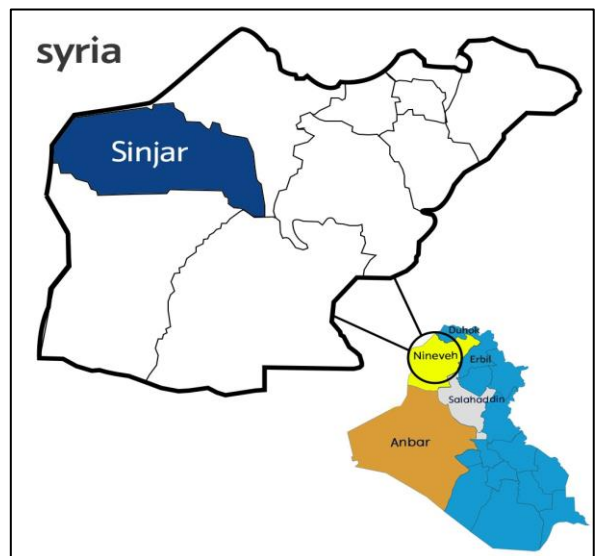 syria
Sinjar
Duhok
Nineveh
Erbil
Salahaddin
Anbar